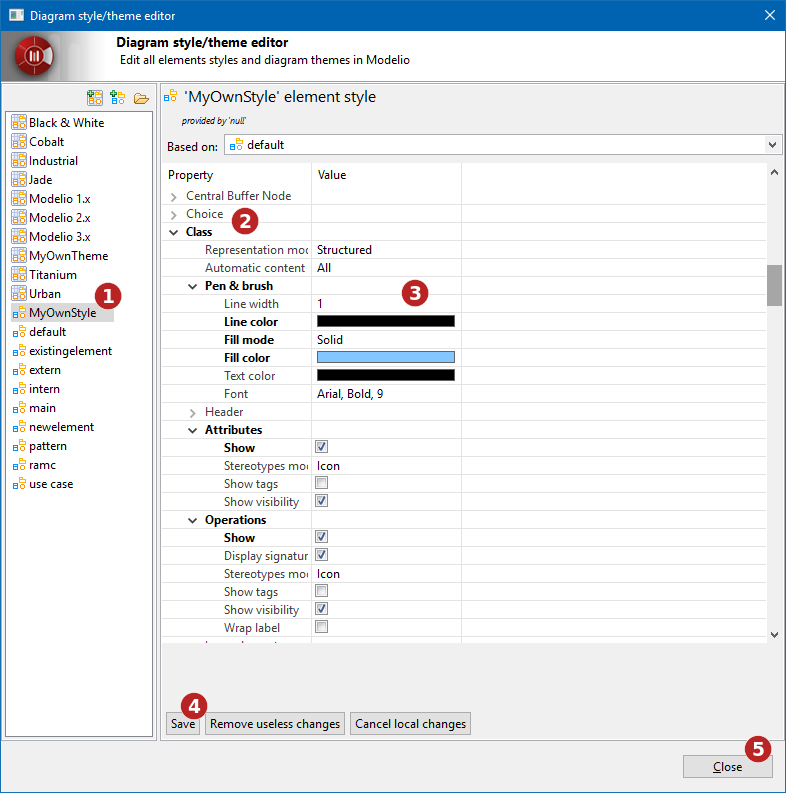 Diagram style/theme editor
Diagram style/theme editor
Edit all elements styles and diagram themes in Modelio
Black & White
Cobalt
Industrial
Jade
Modelio 1.x
Modelio 2.x
Modelio 3.x
MyOwnTheme
Titanium
Urban
1
MyOwnStyle
default
existingelement
extern
intern
main
newelement
pattern
ramc
use case
'MyOwnStyle' element style
provided by 'null'
Based on: default
Property Value
Central Buffer Node
Choice
2
Class
Representation mo Structured
Automatic content All
Pen & brush
3
Line width 1
Line color
Fill mode Solid
Fill color
Text color
Font Arial, Bold, 9
Header
Attributes
Show
Stereotypes mo Icon
Show tags
Show visibility
Operations
Show
Display signatur
Stereotypes mo Icon
Show tags
Show visibility
Wrap label
4
Save Remove useless changes Cancel local changes
5
Close